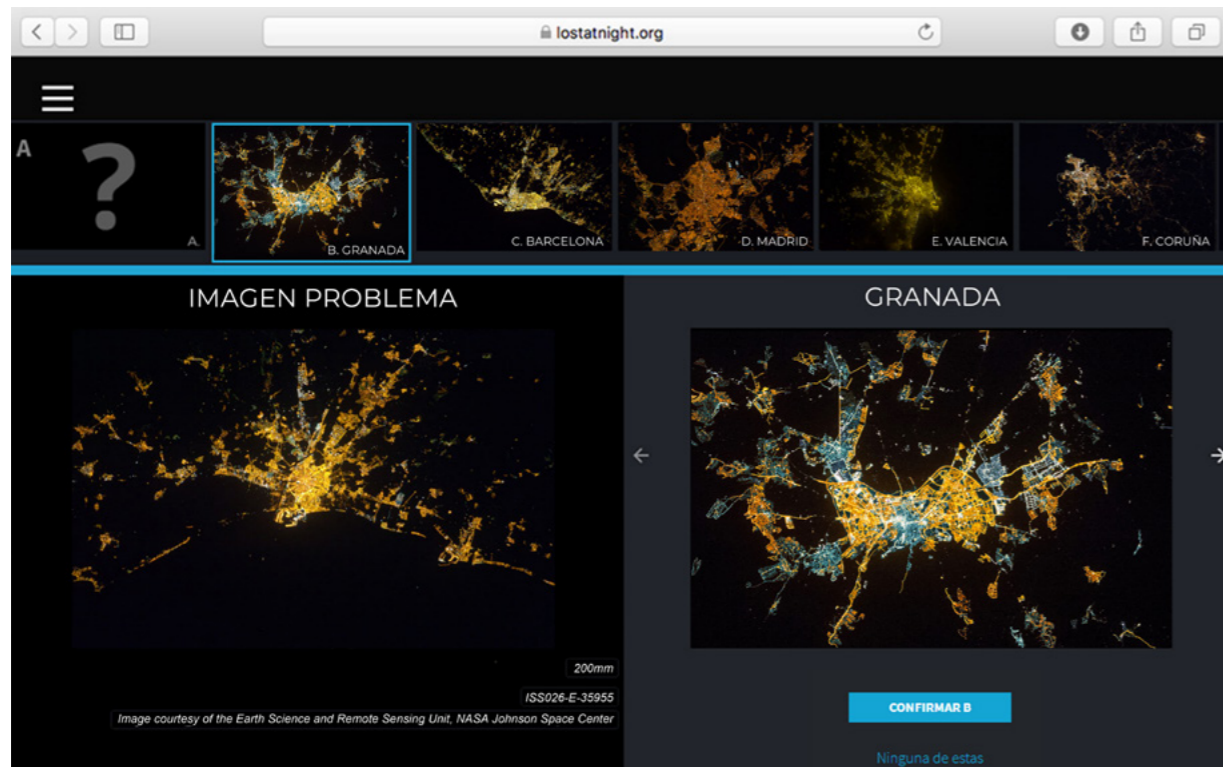 lostatnight.org
A
?
A.
B. GRANADA
C. BARCELONA
D. MADRID
E. VALENCIA
F. CORUÑA
IMAGEN PROBLEMA
GRANADA
200mm
ISS026-E-35955
Image courtesy of the Earth Science and Remote Sensing Unit, NASA Johnson Space Center
CONFIRMAR B
Ninguna de estas